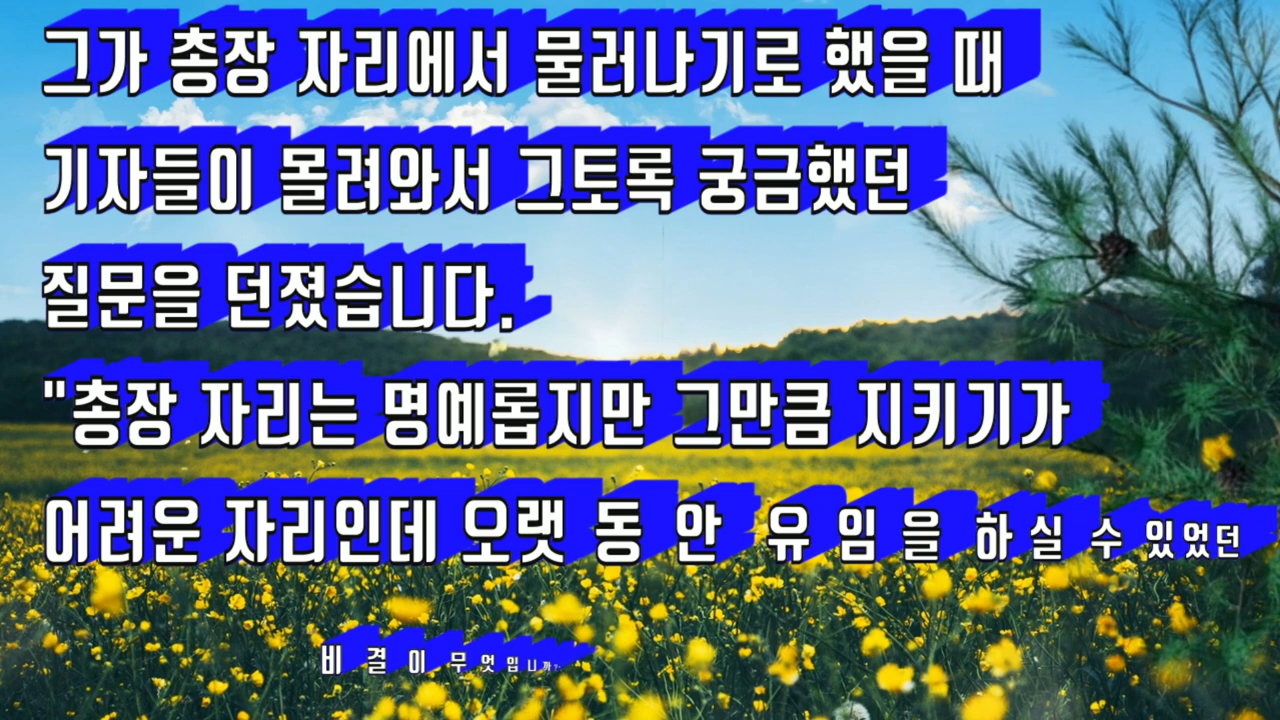 그가 총장 자리에서 물러나기로 했을 때
기자들이 몰려와서 그토록 궁금했던
질문을 던졌습니다.
"총장 자리는 명예롭지만 그만큼 지키기가
어려운 자리인데 오랫 동 안 유 임 을 하 실 수 있었던
비 결 이 무 엇 입 니 까?